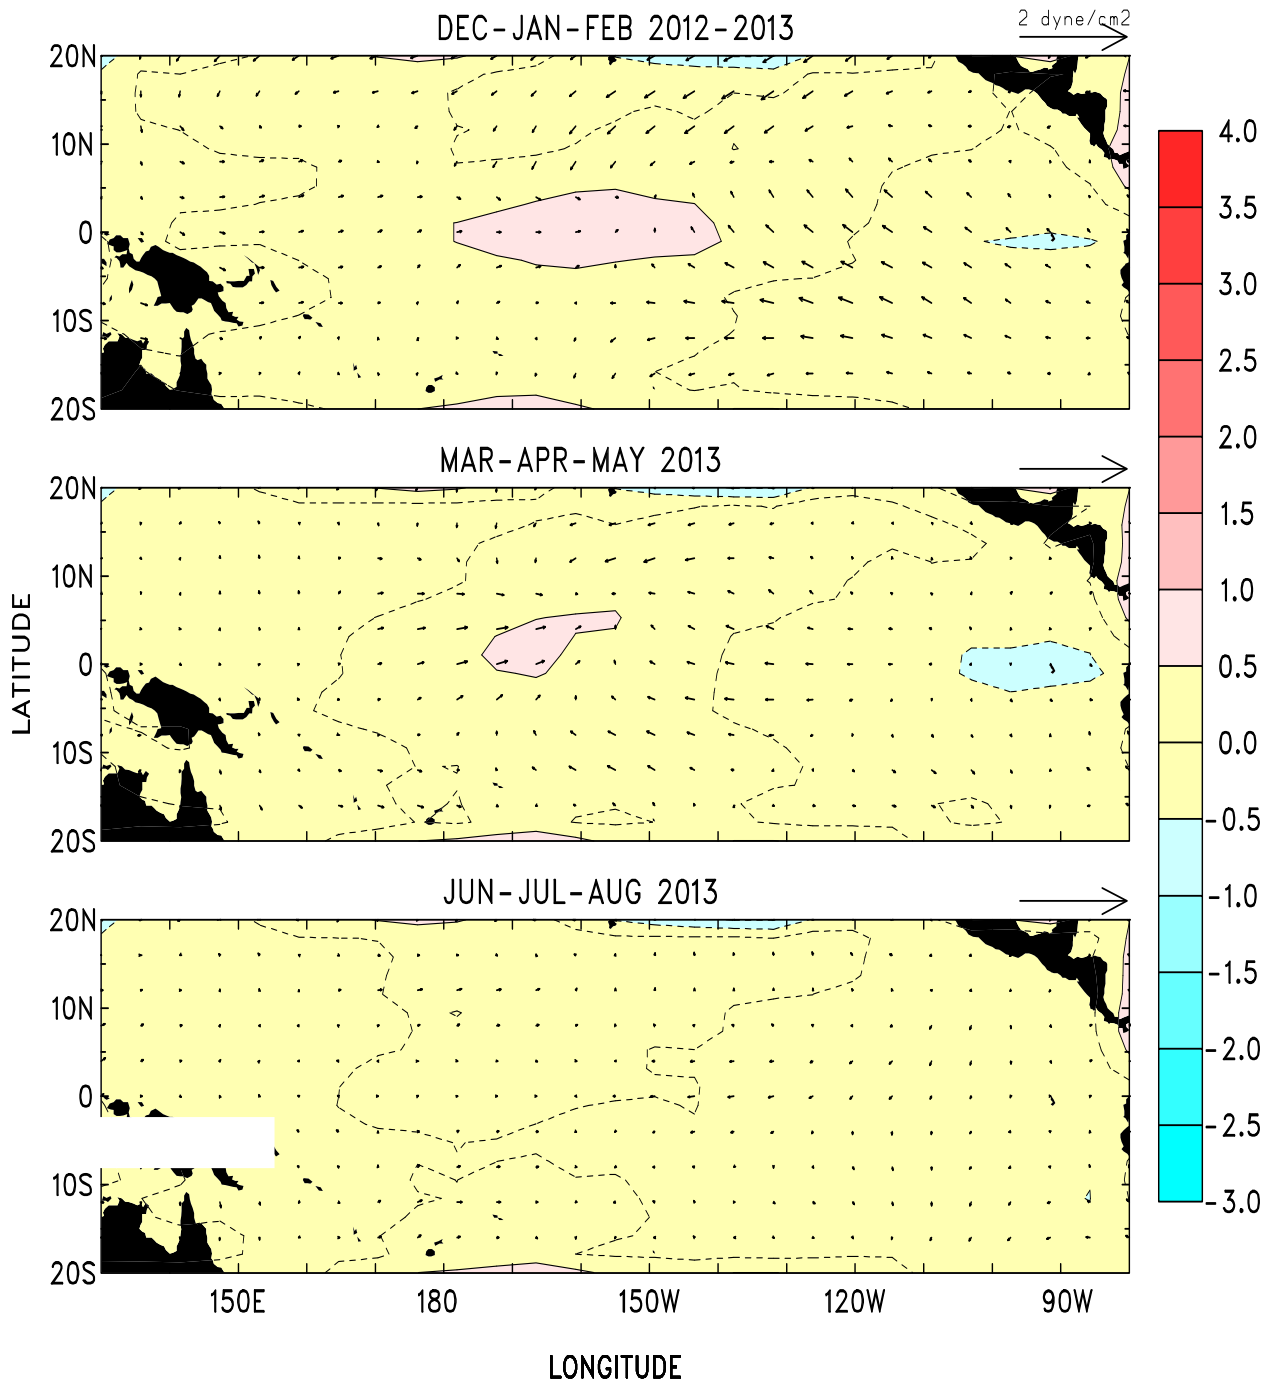 DEC-JAN-FEB 2012-2013
2 dyne/cm2
20N
10N
0
10S
20S
MAR-APR-MAY 2013
20N
10N
0
10S
20S
LATITUDE
JUN-JUL-AUG 2013
20N
10N
0
10S
20S
150E 180 150W 120W 90W
LONGITUDE
4.0
3.5
3.0
2.5
2.0
1.5
1.0
0.5
0.0
-0.5
-1.0
-1.5
-2.0
-2.5
-3.0